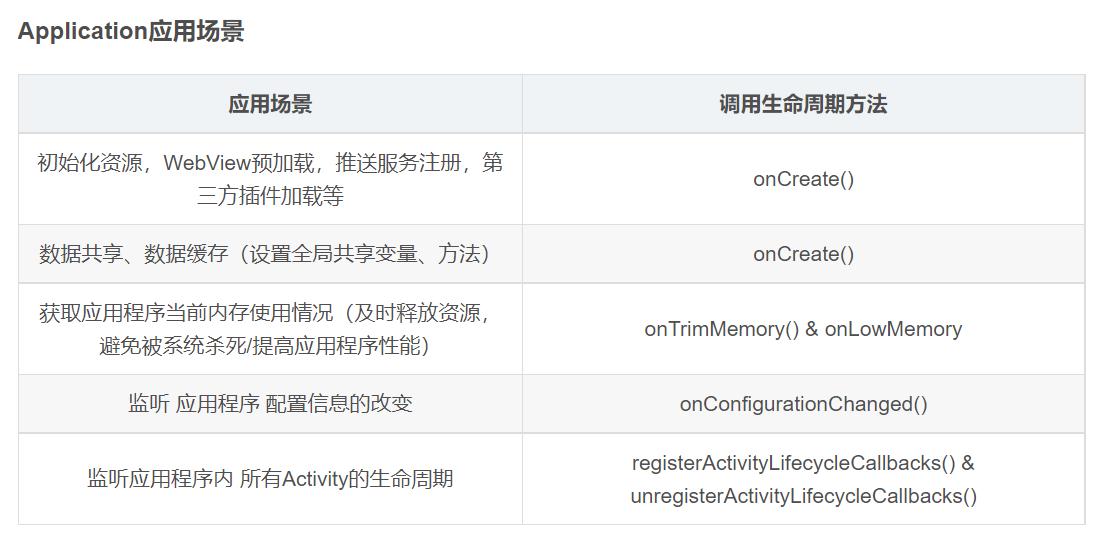 Application应用场景
应用场景
调用生命周期方法
初始化资源，WebView预加载，推送服务注册，第
三方插件加载等
onCreate()
数据共享、数据缓存（设置全局共享变量、方法）
onCreate()
获取应用程序当前内存使用情况（及时释放资源，
避免被系统杀死/提高应用程序性能）
onTrimMemory() & onLowMemory
监听 应用程序 配置信息的改变
onConfigurationChanged()
监听应用程序内 所有Activity的生命周期
registerActivityLifecycleCallbacks() &
unregisterActivityLifecycleCallbacks()